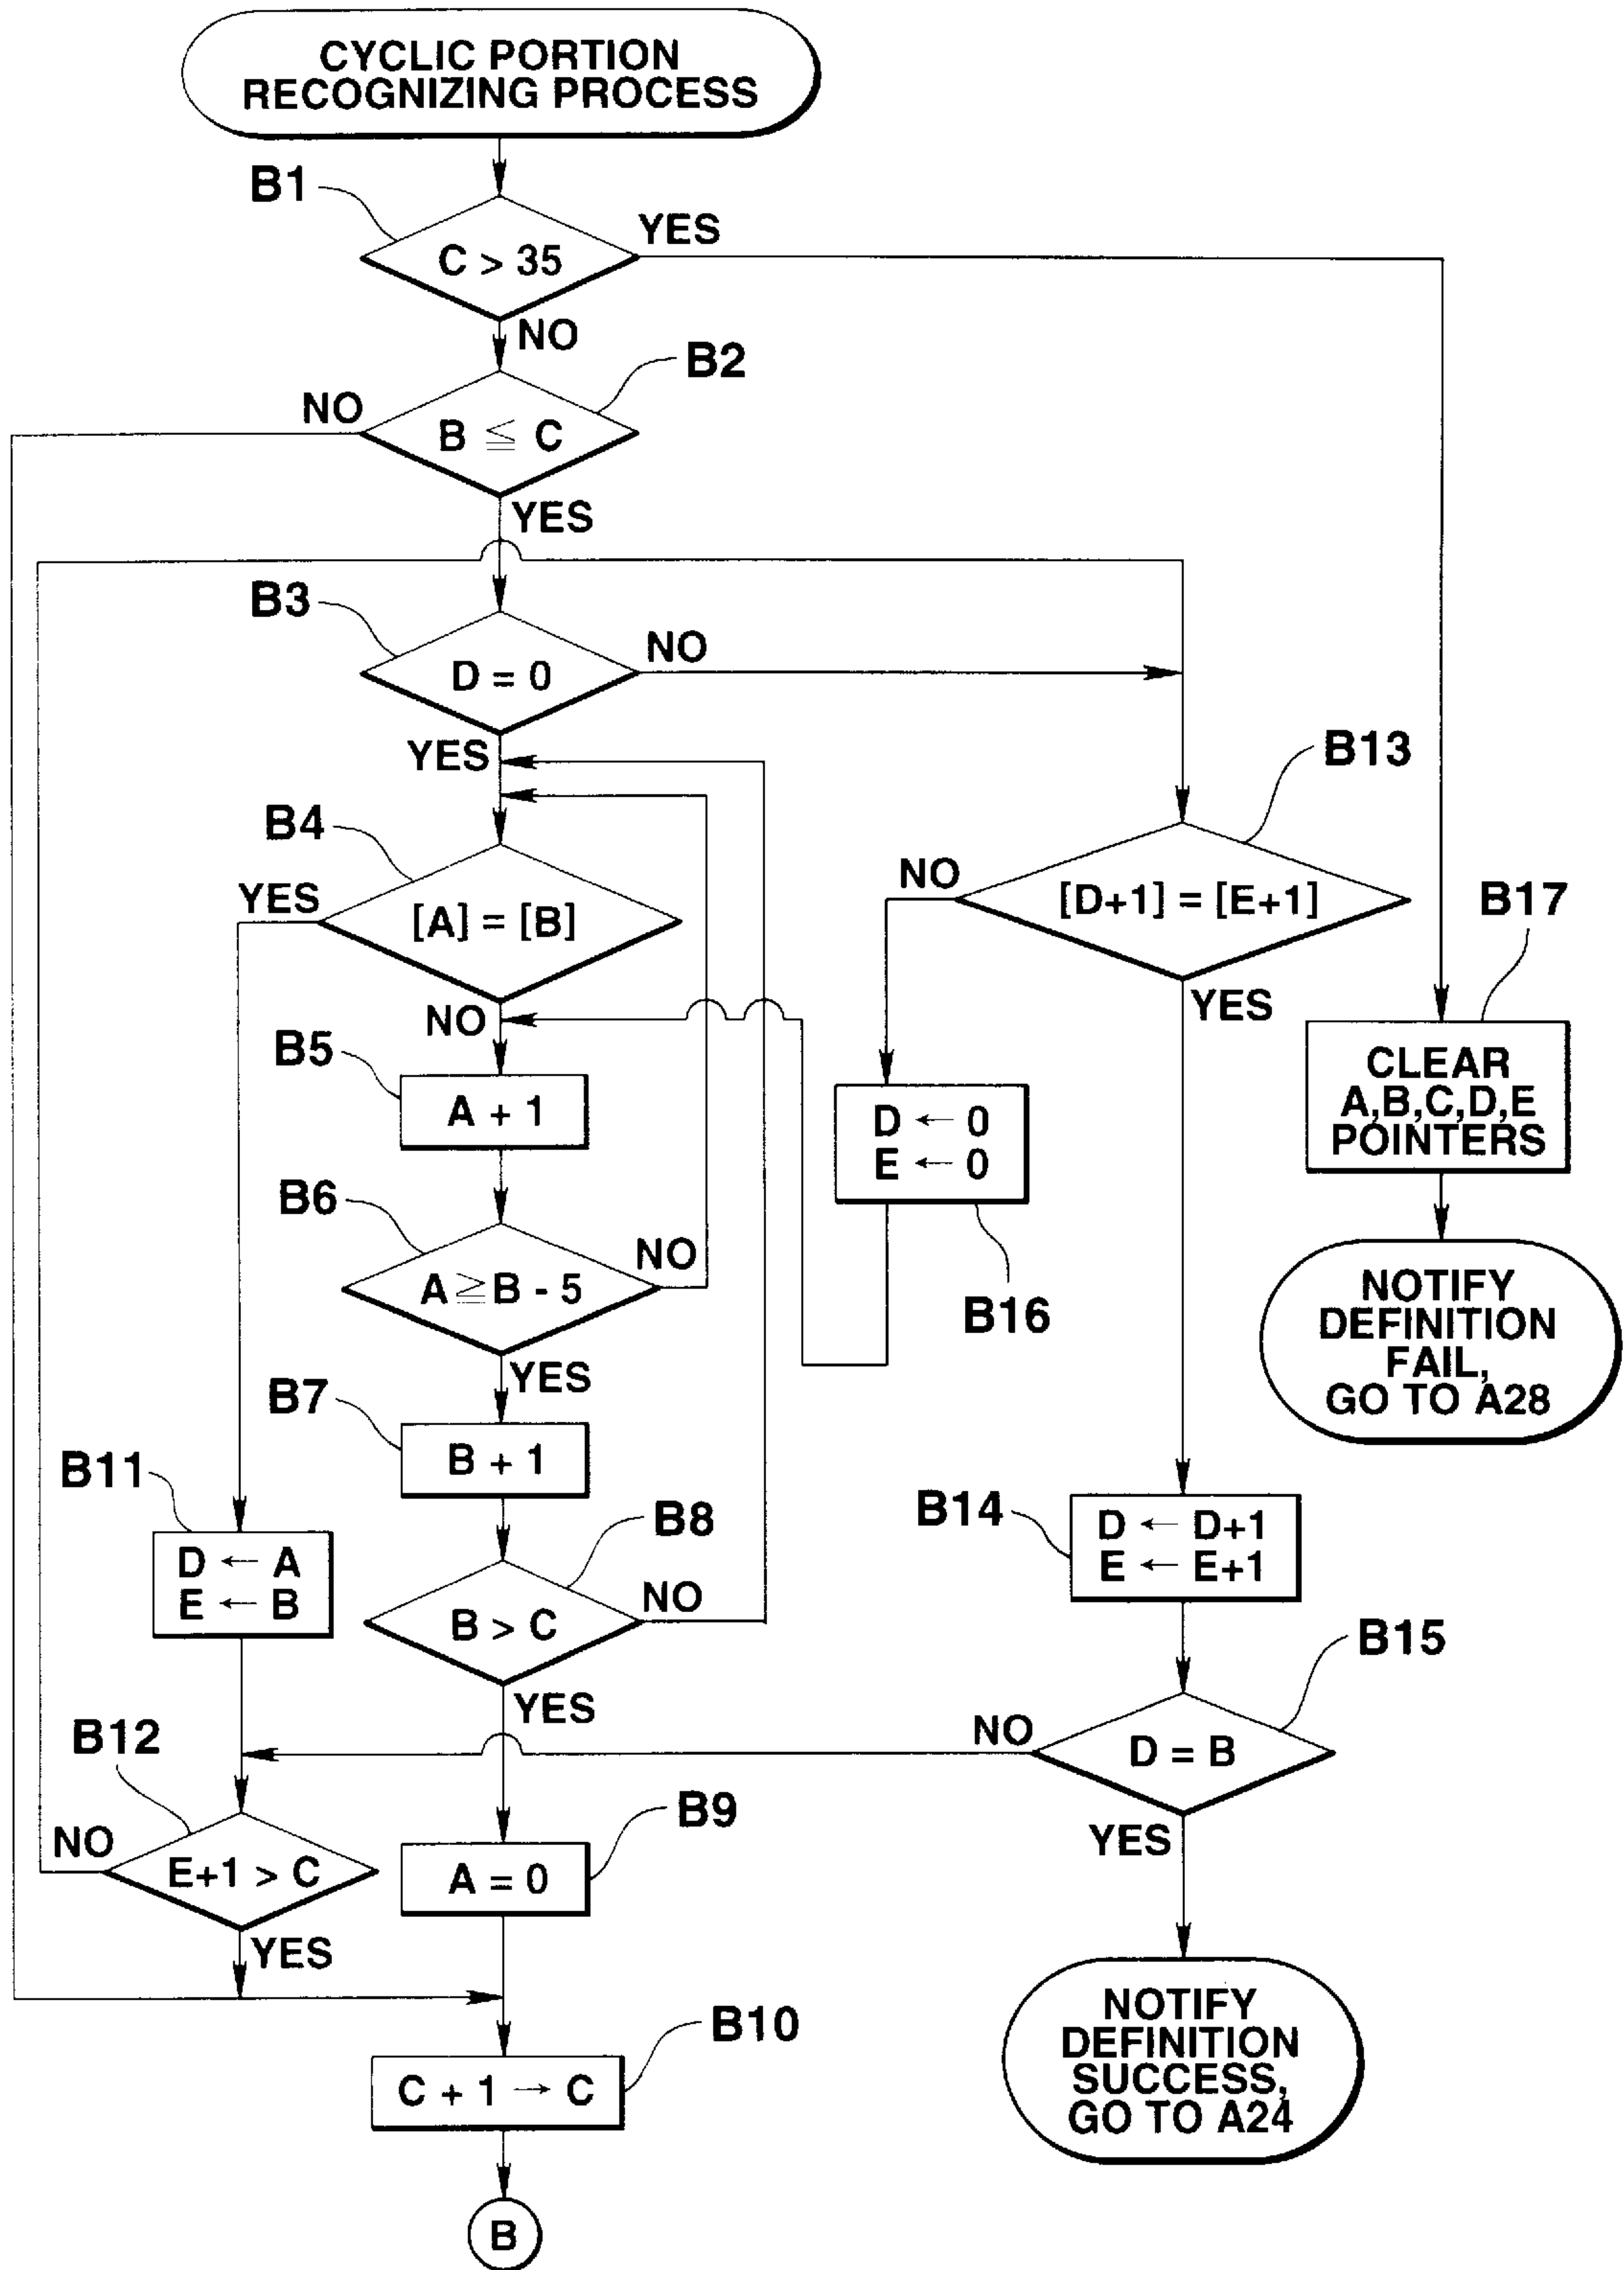 CYCLIC PORTION
RECOGNIZING PROCESS
B1
YES
C > 35
NO
B2
NO
B ≦ C
YES
B3
NO
D = 0
YES
B13
B4
NO
YES
[A] = [B]
[D+1] = [E+1]
B17
NO
YES
B5
A + 1
D ← 0
E ← 0
CLEAR
A,B,C,D,E
POINTERS
B6
NO
A ≧ B - 5
B16
YES
NOTIFY
DEFINITION
FAIL,
GO TO A28
B7
B + 1
B11
D ← A
E ← B
B8
NO
B > C
YES
B14
D ← D+1
E ← E+1
B15
B12
NO
D = B
YES
NO
E+1 > C
YES
B9
A = 0
B10
C + 1 → C
NOTIFY
DEFINITION
SUCCESS,
GO TO A24
B